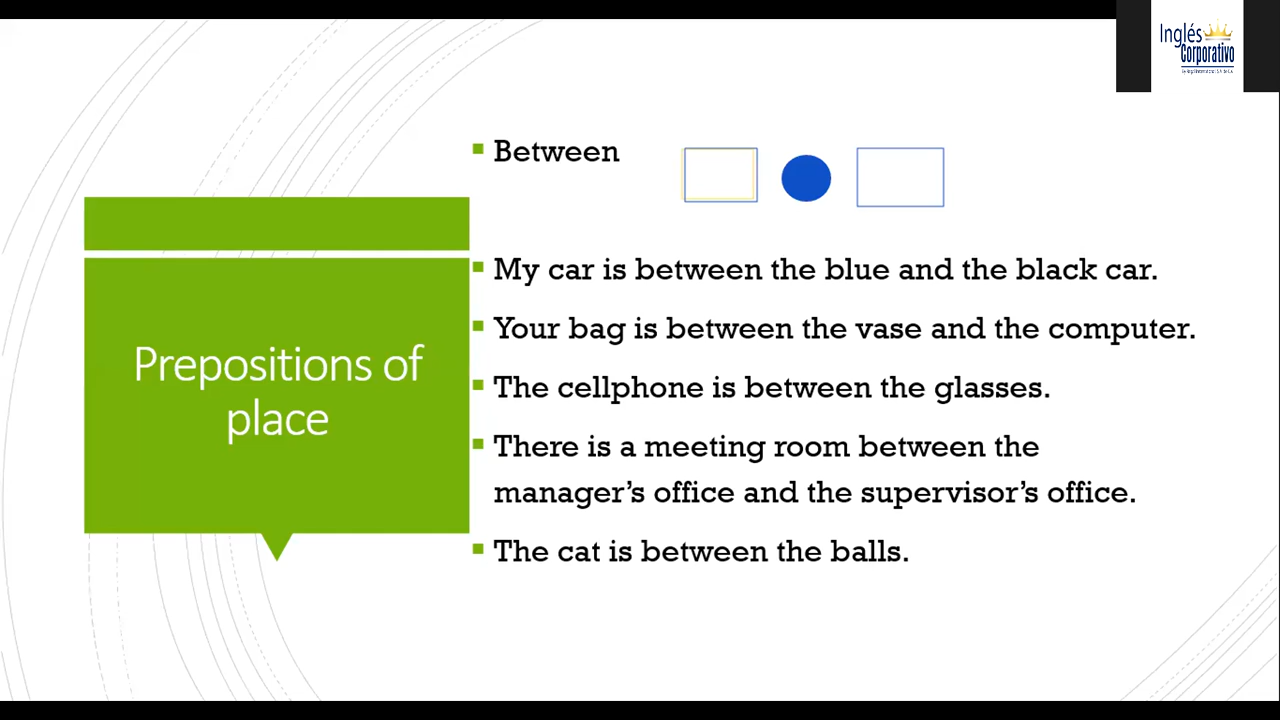 Inglés
Corporativo
Between
My car is between the blue and the black car.
Your bag is between the vase and the computer.
The cellphone is between the glasses.
There is a meeting room between the
manager’s office and the supervisor’s office.
The cat is between the balls.
Prepositions of
place